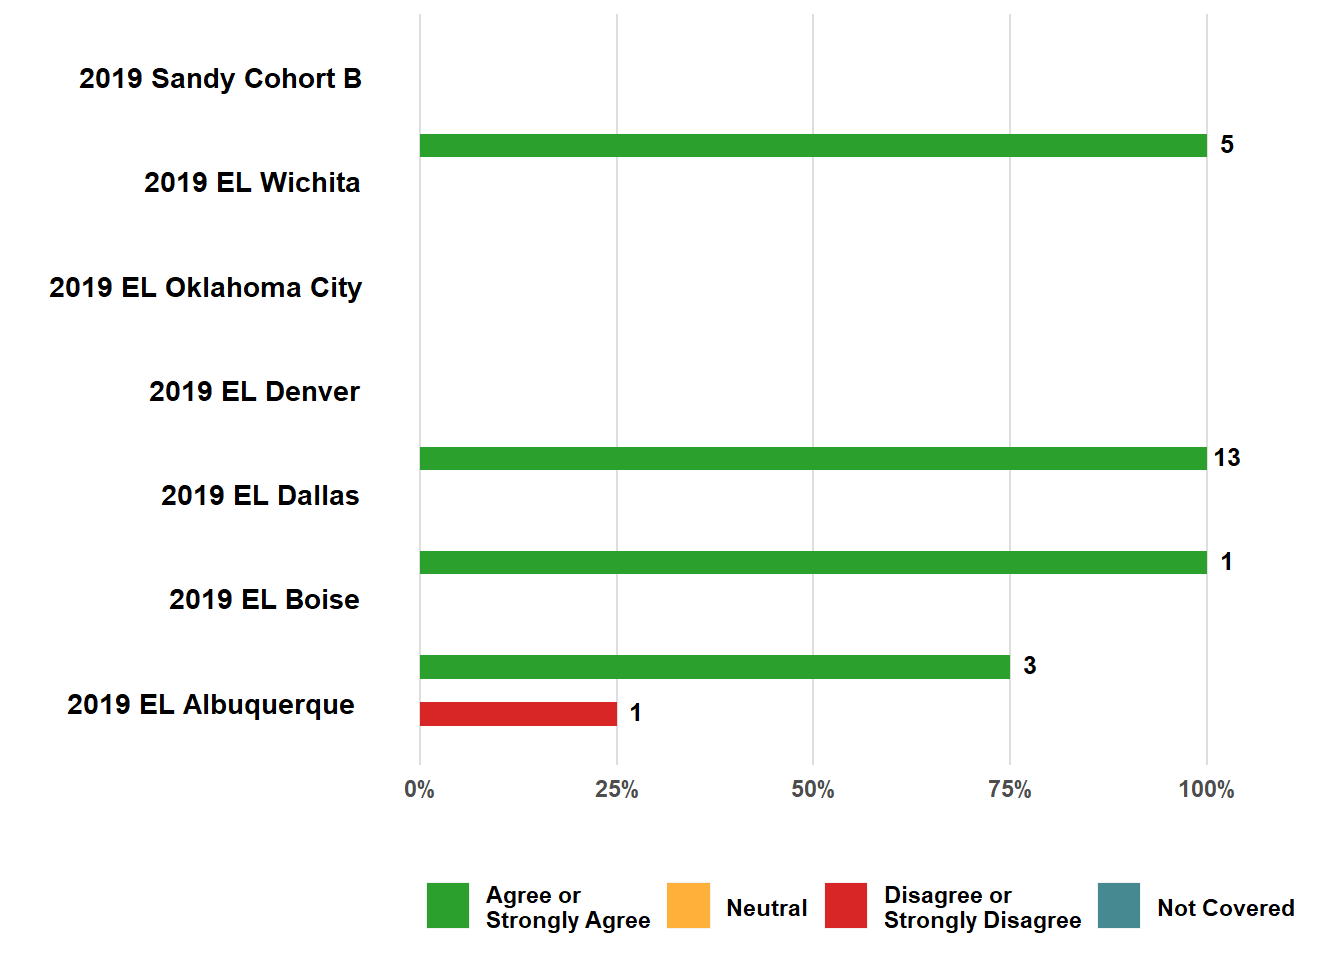 2019 Sandy Cohort B
5
2019 EL Wichita
2019 EL Oklahoma City
2019 EL Denver
13
2019 EL Dallas
1
2019 EL Boise
3
2019 EL Albuquerque
1
0% 25% 50% 75% 100%
Agree or
Strongly Agree
Neutral
Disagree or
Strongly Disagree
Not Covered